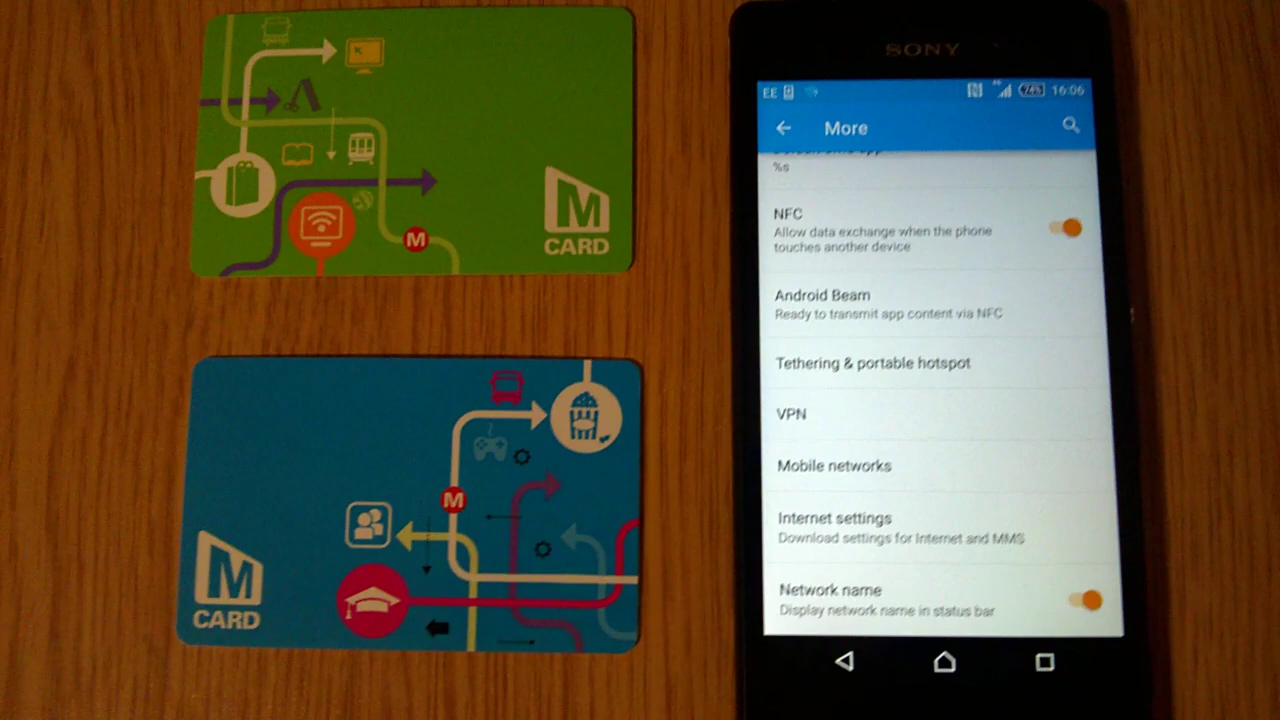 M
M
CARD
M
M
CARD
SONY
EE
74%
16:06
More
%s
NFC
Allow data exchange when the phone
touches another device
Android Beam
Ready to transmit app content via NFC
Tethering & portable hotspot
VPN
Mobile networks
Internet settings
Download settings for Internet and MMS
Network name
Display network name in status bar